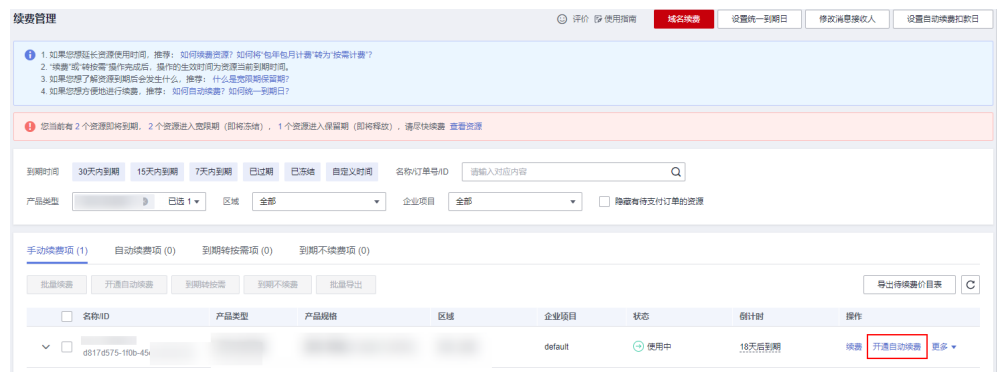 续费管理
评价 使用指南 域名续费 设置统一到期日 修改消息接收人 设置自动续费扣款日
1. 如果您想延长资源使用时间，推荐： 如何续费资源? 如何将“包年包月计费”转为“按需计费”?
2. “续费”或“转按需”操作完成后，操作的生效时间为资源当前到期时间。
3. 如果您想了解资源到期后会发生什么，推荐： 什么是宽限期保留期?
4. 如果您想方便地进行续费，推荐： 如何自动续费? 如何统一到期日?
您当前有 2 个资源即将到期， 2 个资源进入宽限期（即将冻结）， 1 个资源进入保留期（即将释放），请尽快续费 查看资源
到期时间 30天内到期 15天内到期 7天内到期 已过期 已冻结 自定义时间 名称/订单号/ID 请输入对应内容
产品类型 已选 1 区域 全部 企业项目 全部 隐藏有待支付订单的资源
手动续费项 (1) 自动续费项 (0) 到期转按需项 (0) 到期不续费项 (0)
批量续费 开通自动续费 到期转按需 到期不续费 批量导出 导出待续费价目表
名称/ID 产品类型 产品规格 区域 企业项目 状态 倒计时 操作
default 使用中 18天后到期 续费 开通自动续费 更多
d817d575-1f0b-45